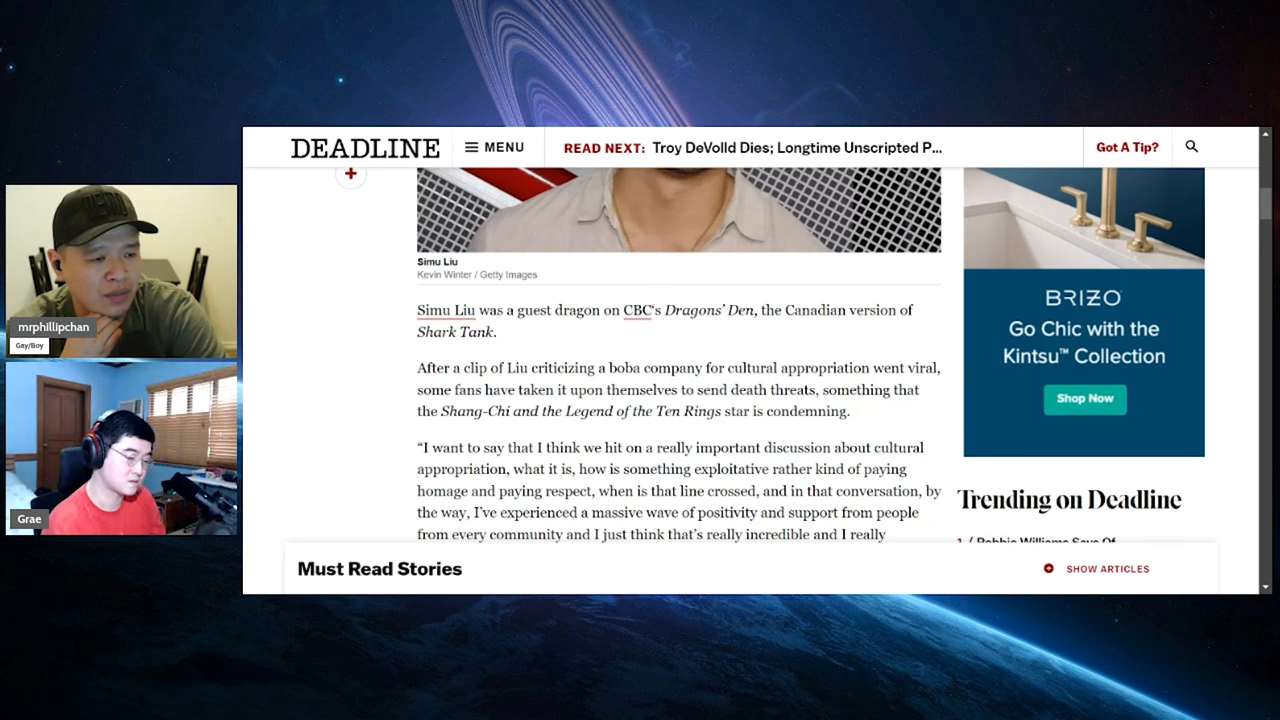 DEADLINE
MENU
READ NEXT: Troy DeVolld Dies; Longtime Unscripted P...
Got A Tip?
mrphillipchan
Gay/Boy
Grae
Simu Liu
Kevin Winter / Getty Images
Simu Liu was a guest dragon on CBC‘s Dragons’ Den, the Canadian version of
Shark Tank.
After a clip of Liu criticizing a boba company for cultural appropriation went viral,
some fans have taken it upon themselves to send death threats, something that
the Shang-Chi and the Legend of the Ten Rings star is condemning.
“I want to say that I think we hit on a really important discussion about cultural
appropriation, what it is, how is something exploitative rather kind of paying
homage and paying respect, when is that line crossed, and in that conversation, by
the way, I’ve experienced a massive wave of positivity and support from people
from every community and I just think that’s really incredible and I really
BRIZO
Go Chic with the
Kintsu™ Collection
Shop Now
Trending on Deadline
1 / Robbie Williams Says Of
Must Read Stories
SHOW ARTICLES